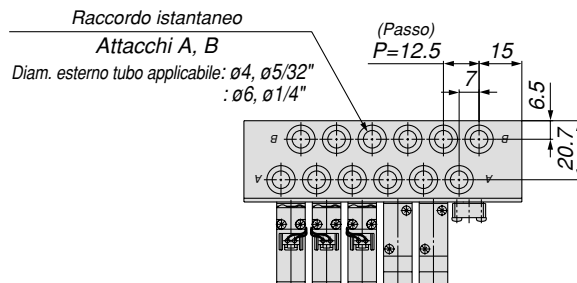 Raccordo istantaneo
Attacchi A, B
Diam. esterno tubo applicabile: ø4, ø5/32"
: ø6, ø1/4"
(Passo)
P=12.5
15
7
6.5
20.7
B
B
A
A